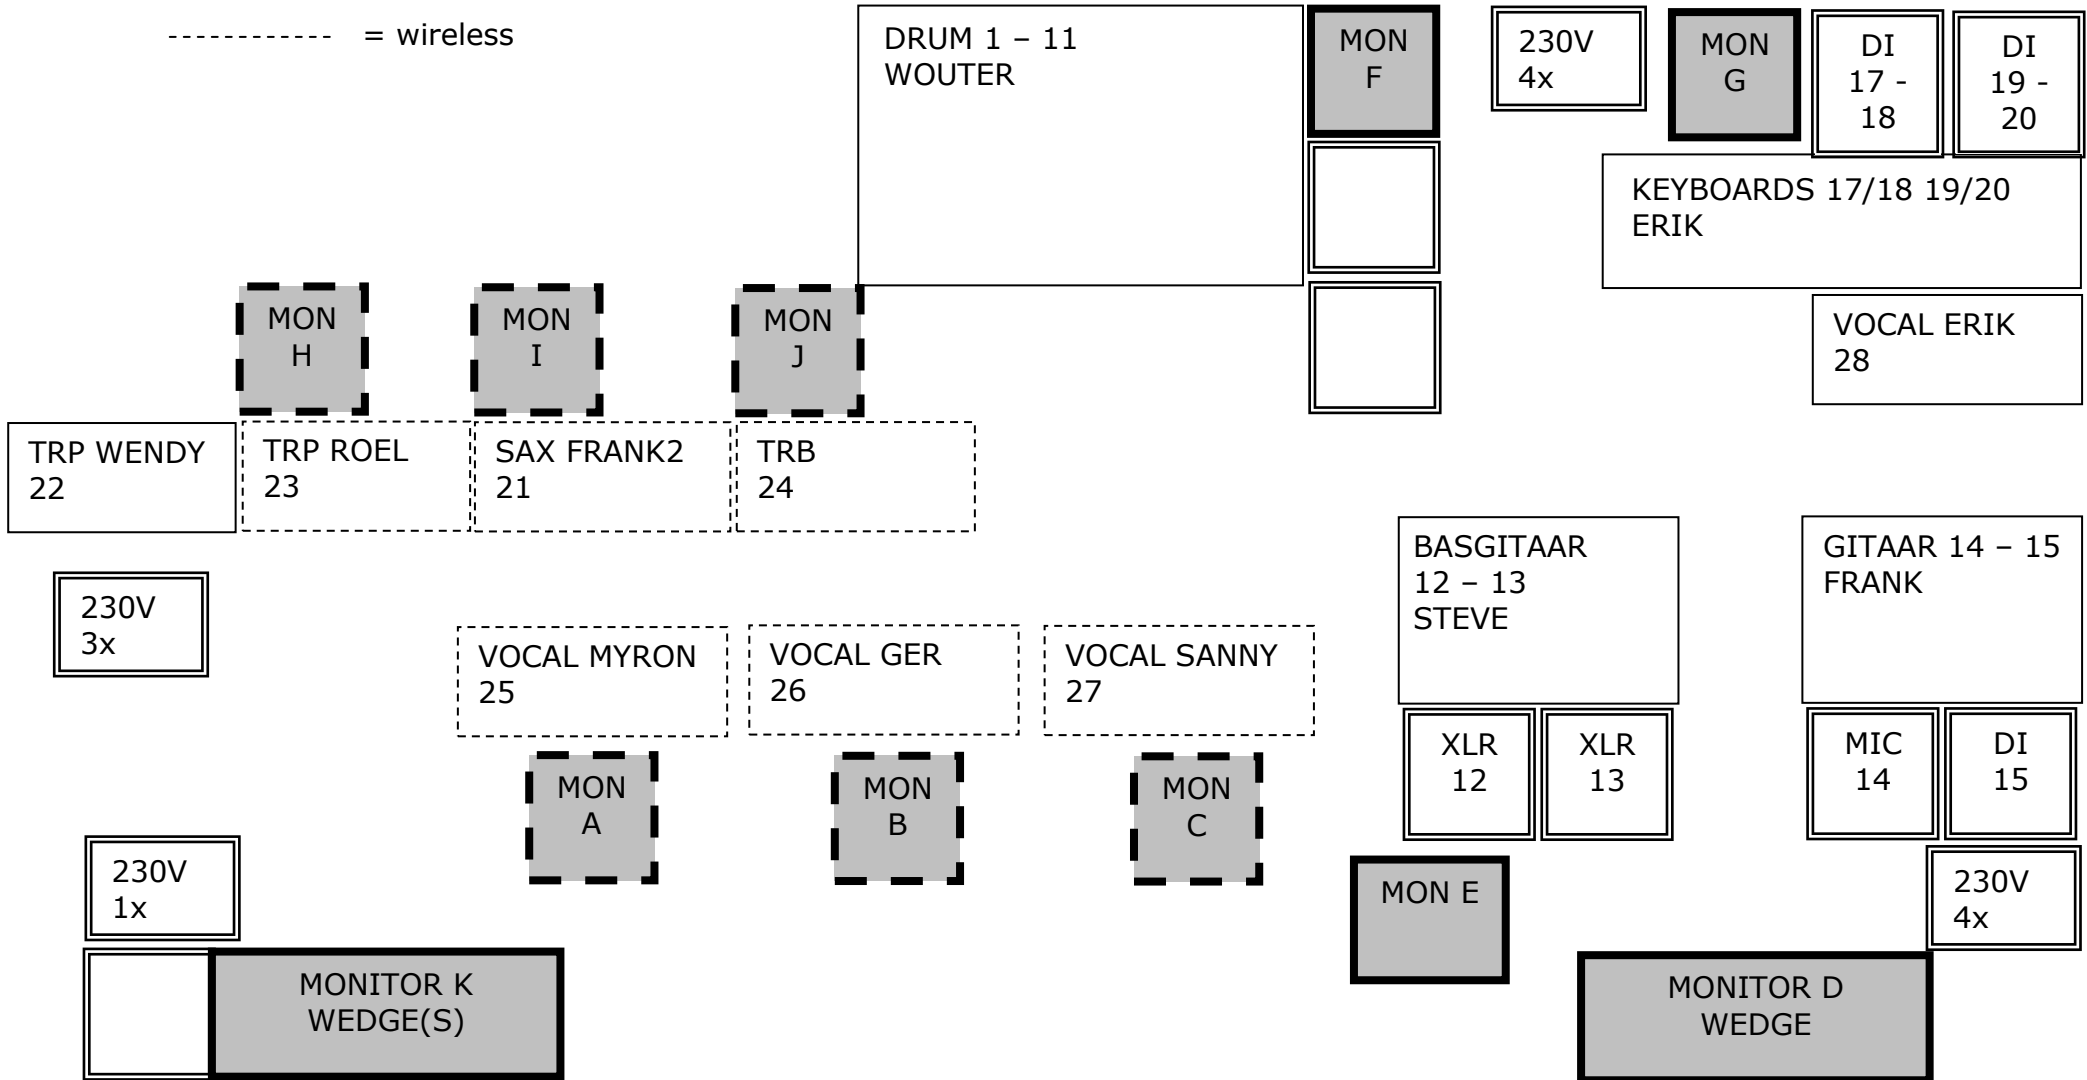 ------------ = wireless
DRUM 1 – 11
WOUTER
MON
F
230V
4x
MON
G
DI
17 -
18
DI
19 -
20
KEYBOARDS 17/18 19/20
ERIK
VOCAL ERIK
28
MON
H
MON
I
MON
J
TRP WENDY
22
TRP ROEL
23
SAX FRANK2
21
TRB
24
230V
3x
VOCAL MYRON
25
VOCAL GER
26
VOCAL SANNY
27
BASGITAAR
12 – 13
STEVE
GITAAR 14 – 15
FRANK
XLR
12
XLR
13
MIC
14
DI
15
MON
A
MON
B
MON
C
230V
1x
MON E
230V
4x
MONITOR K
WEDGE(S)
MONITOR D
WEDGE